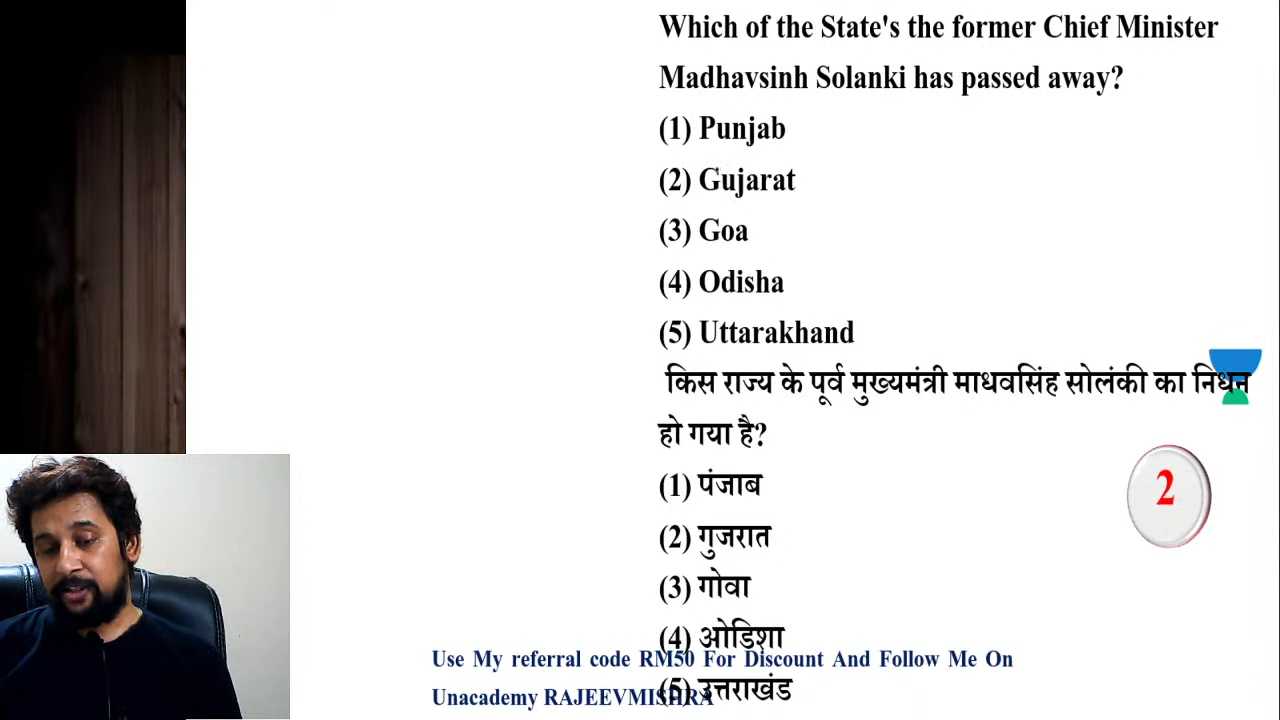 Which of the State's the former Chief Minister
Madhavsinh Solanki has passed away?
(1) Punjab
(2) Gujarat
(3) Goa
(4) Odisha
(5) Uttarakhand
किस राज्य के पूर्व मुख्यमंत्री माधवसिंह सोलंकी का निधन
हो गया है?
(1) पंजाब
2
(2) गुजरात
(3) गोवा
(4) ओडिशा
Use My referral code RM50 For Discount And Follow Me On
Unacademy RAJEEVMISHRA
(5) उत्तराखंड